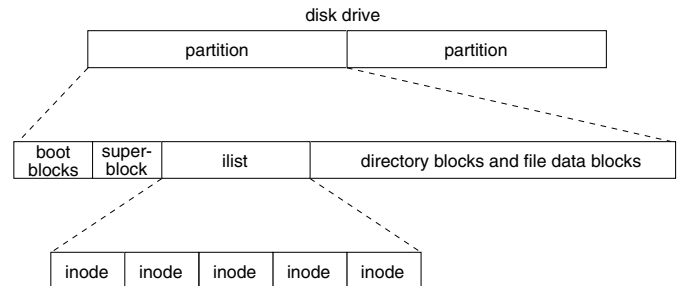 disk drive
partition partition
boot blocks
super-block
ilist
directory blocks and file data blocks
inode inode inode inode inode